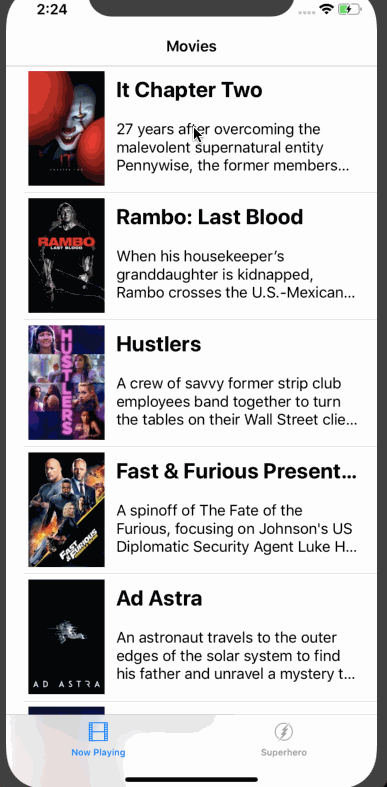 2:24
Movies
It Chapter Two
27 years after overcoming the
malevolent supernatural entity
Pennywise, the former members...
IT
Rambo: Last Blood
When his housekeeper's
granddaughter is kidnapped,
Rambo crosses the U.S.-Mexican...
RAMBO
LAST BLOOD
Hustlers
A crew of savvy former strip club
employees band together to turn
the tables on their Wall Street clie...
HUSTLERS
Fast & Furious Present...
A spinoff of The Fate of the
Furious, focusing on Johnson's US
Diplomatic Security Agent Luke H...
FAST & FURIOUS
Ad Astra
An astronaut travels to the outer
edges of the solar system to find
his father and unravel a mystery t...
AD ASTRA
Now Playing
Superhero